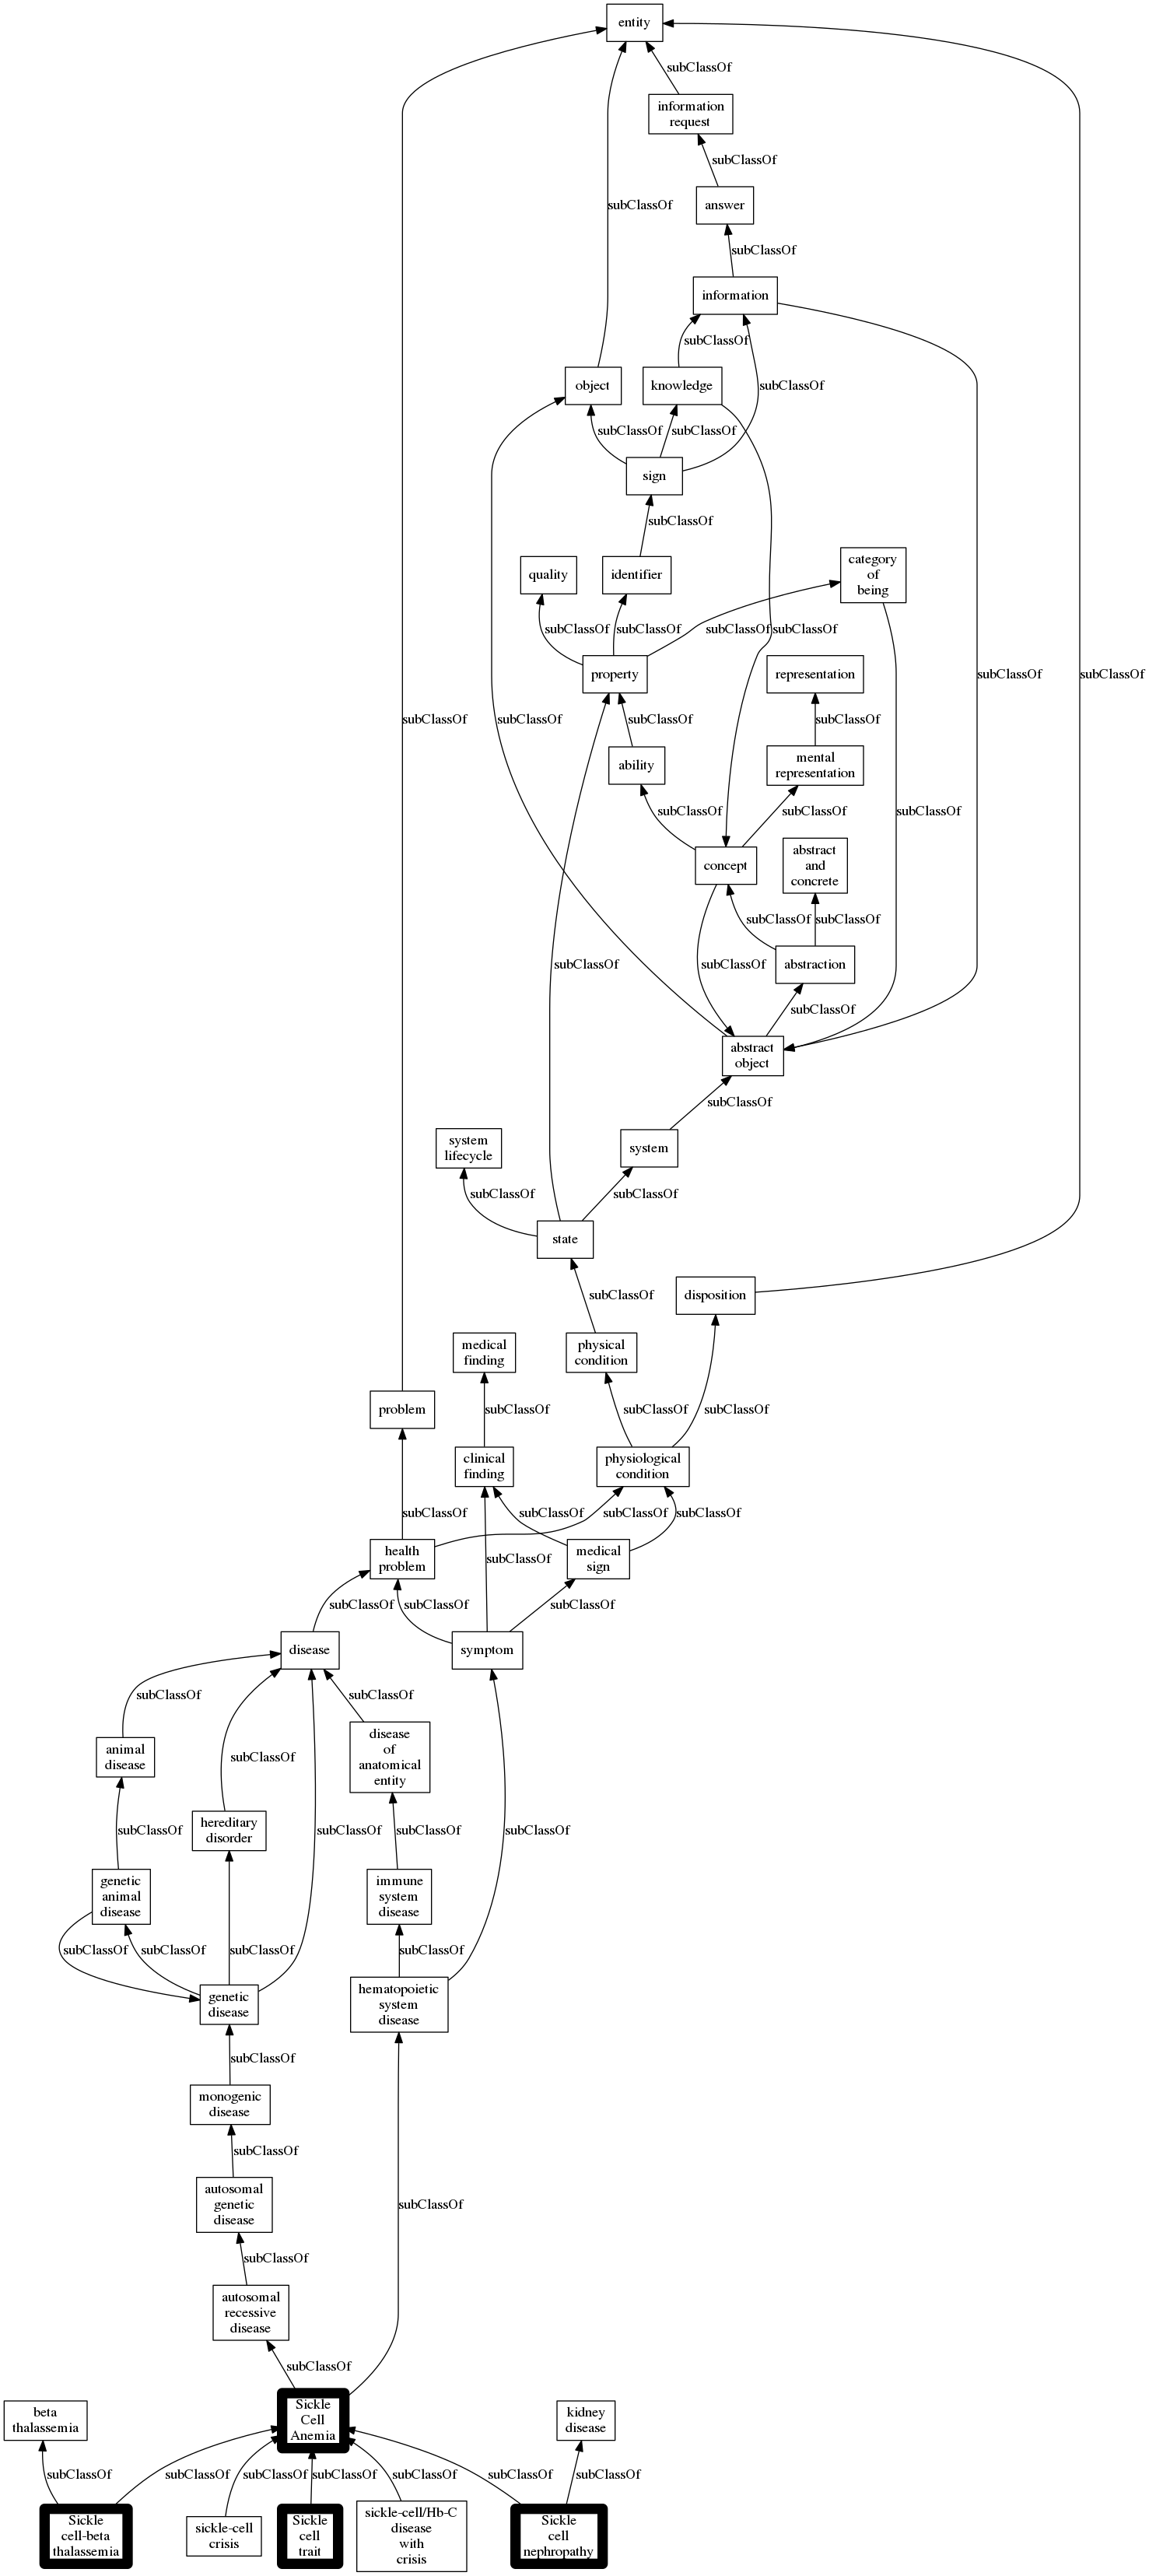 entity
subClassOf
information
request
subClassOf
answer
subClassOf
subClassOf
information
subClassOf
object
knowledge
subClassOf
subClassOf
subClassOf
sign
subClassOf
quality
identifier
category
of
being
subClassOf
subClassOf
subClassOf
subClassOf
property
representation
subClassOf
subClassOf
subClassOf
subClassOf
subClassOf
subClassOf
ability
mental
representation
subClassOf
subClassOf
subClassOf
concept
abstract
and
concrete
subClassOf
subClassOf
subClassOf
subClassOf
abstraction
subClassOf
abstract
object
subClassOf
system
lifecycle
system
subClassOf
subClassOf
state
subClassOf
disposition
medical
finding
physical
condition
problem
subClassOf
subClassOf
subClassOf
clinical
finding
physiological
condition
subClassOf
subClassOf
subClassOf
subClassOf
health
problem
subClassOf
medical
sign
subClassOf
subClassOf
subClassOf
disease
symptom
subClassOf
subClassOf
animal
disease
disease
of
anatomical
entity
subClassOf
hereditary
disorder
subClassOf
subClassOf
subClassOf
subClassOf
genetic
animal
disease
immune
system
disease
subClassOf
subClassOf
subClassOf
subClassOf
genetic
disease
hematopoietic
system
disease
subClassOf
monogenic
disease
subClassOf
autosomal
genetic
disease
subClassOf
subClassOf
autosomal
recessive
disease
subClassOf
beta
thalassemia
Sickle
Cell
Anemia
kidney
disease
subClassOf
subClassOf
subClassOf
subClassOf
subClassOf
subClassOf
subClassOf
Sickle
cell-beta
thalassemia
sickle-cell
crisis
Sickle
cell
trait
sickle-cell/Hb-C
disease
with
crisis
Sickle
cell
nephropathy